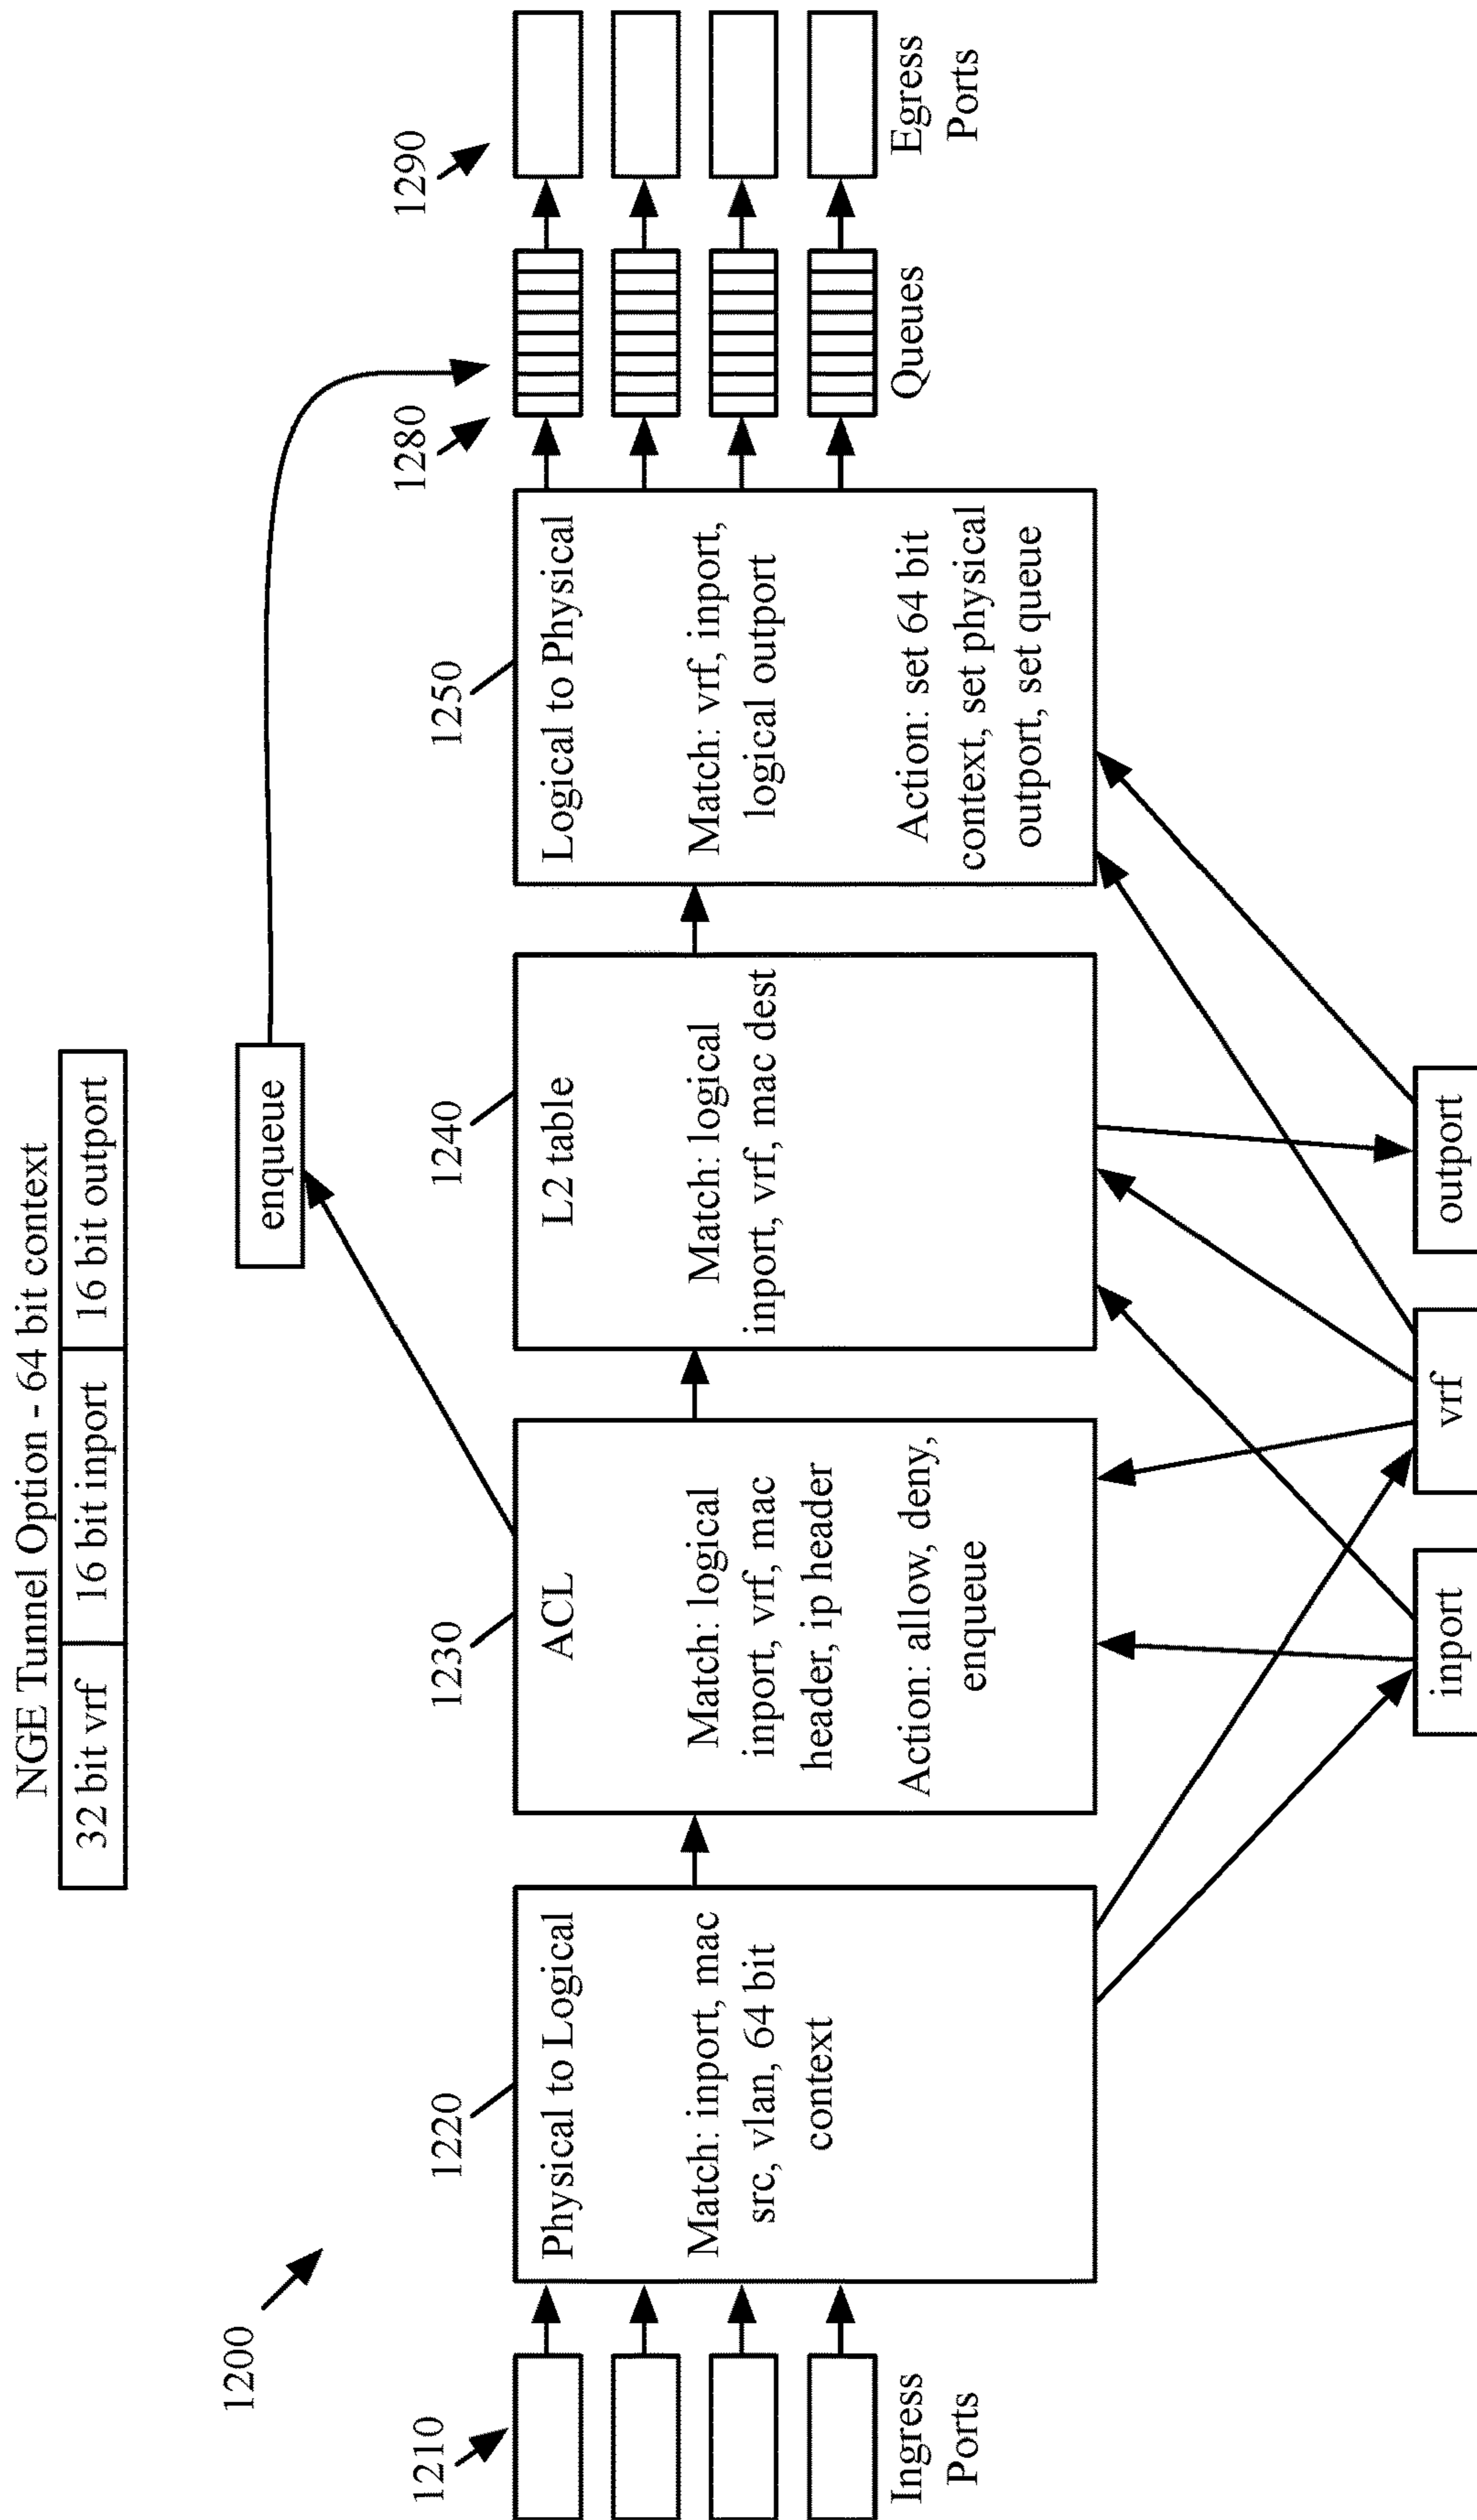 NGE Tunnel Option - 64 bit context
32 bit vrf
16 bit inport
16 bit outport
1200
enqueue
1210
1220
1230
1240
1250
1280
1290
Ingress
Ports
Physical to Logical
Match: inport, mac
src, vlan, 64 bit
context
ACL
Match: logical
inport, vrf, mac
header, ip header
Action: allow, deny,
enqueue
L2 table
Match: logical
inport, vrf, mac dest
Logical to Physical
Match: vrf, inport,
logical outport
Action: set 64 bit
context, set physical
outport, set queue
Queues
Egress
Ports
inport
vrf
outport